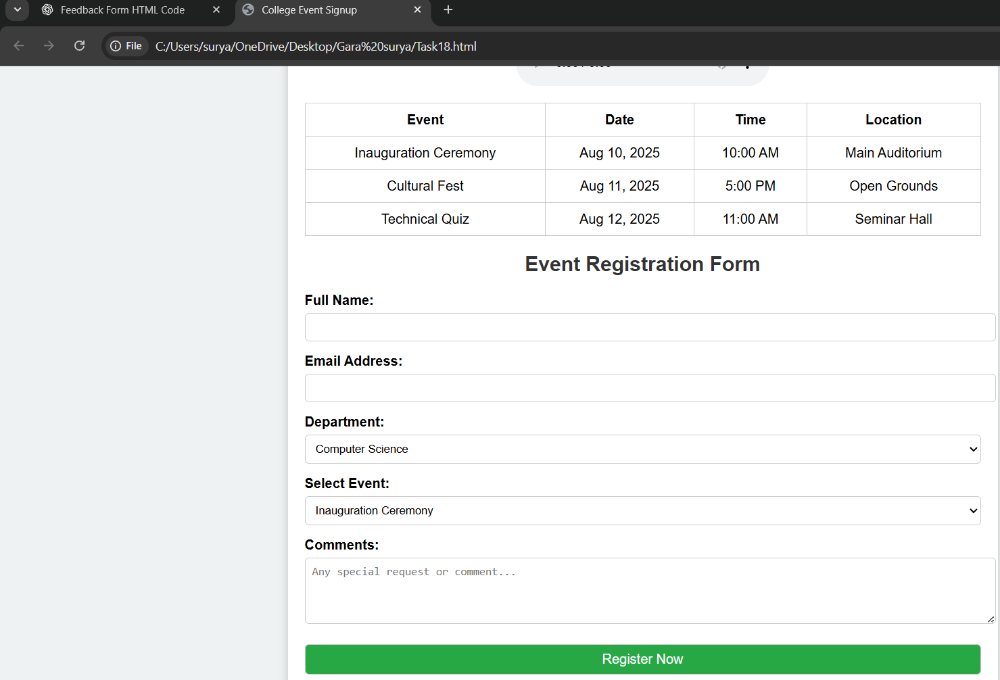 Feedback Form HTML Code
College Event Signup
File C:/Users/surya/OneDrive/Desktop/Gara%20surya/Task18.html
Event Date Time Location
Inauguration Ceremony Aug 10, 2025 10:00 AM Main Auditorium
Cultural Fest Aug 11, 2025 5:00 PM Open Grounds
Technical Quiz Aug 12, 2025 11:00 AM Seminar Hall
Event Registration Form
Full Name:
Email Address:
Department:
Computer Science
Select Event:
Inauguration Ceremony
Comments:
Any special request or comment...
Register Now